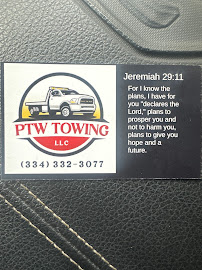 PTW TOWING
LLC
(334) 332-3077
Jeremiah 29:11
For I know the
plans, I have for
you "declares the
Lord," plans to
prosper you and
not to harm you,
plans to give you
hope and a
future.